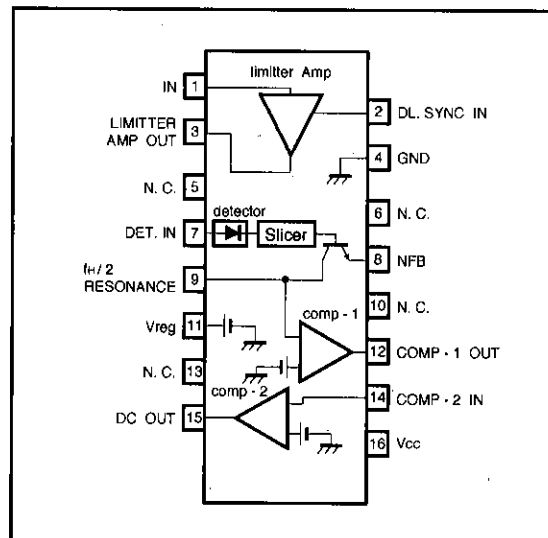 limitter Amp
IN 1
2 DL. SYNC IN
LIMITTER
AMP OUT
3
4 GND
N. C. 5
6 N. C.
detector
DET. IN 7
Slicer
8 NFB
fH/2
RESONANCE
9
10 N. C.
comp - 1
Vreg 11
12 COMP - 1 OUT
N. C. 13
comp - 2
14 COMP - 2 IN
DC OUT 15
16 Vcc